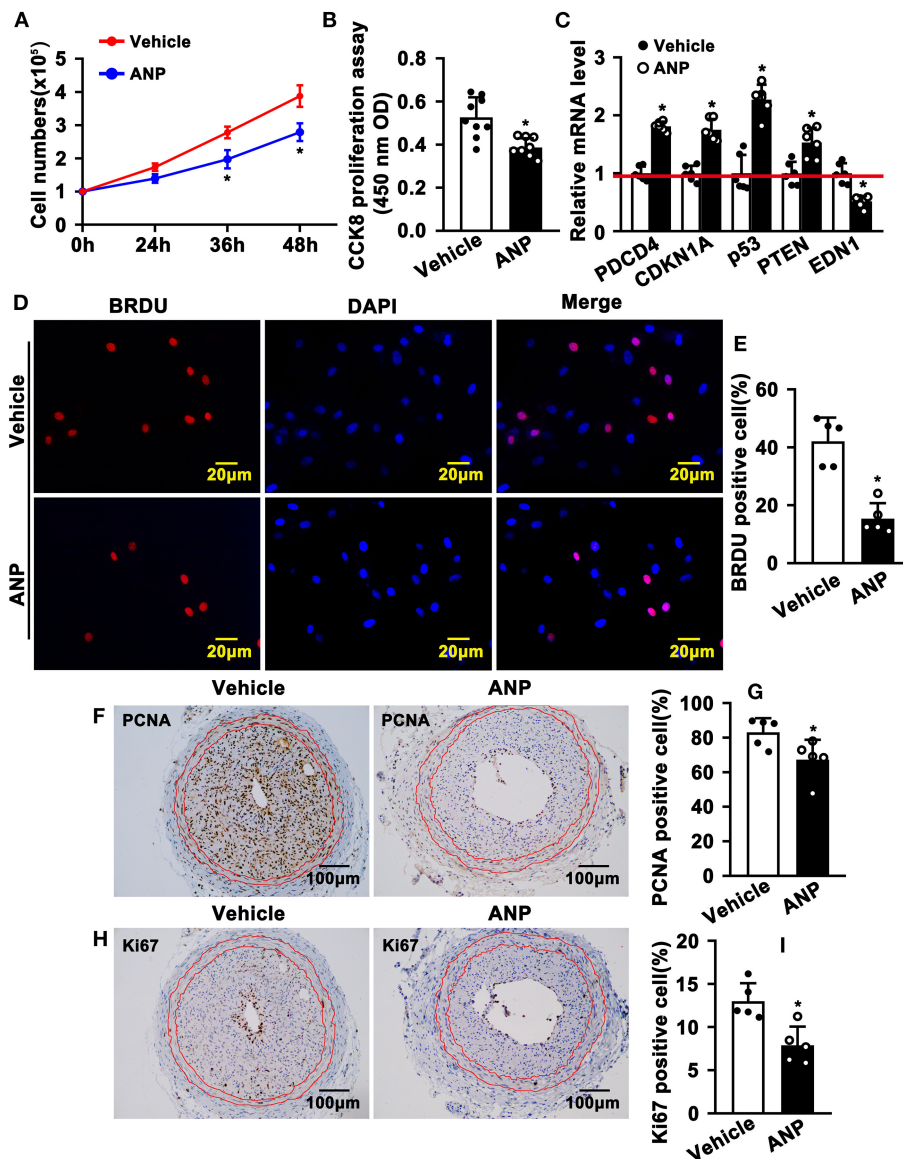 A
Vehicle
ANP
Cell numbers(x10⁵)
5
4
3
2
1
0
0h 24h 36h 48h
* *
B
CCK8 proliferation assay
(450 nm OD)
0.8
0.6
0.4
0.2
0.0
*
Vehicle ANP
C
Vehicle
ANP
Relative mRNA level
3
2
1
0
* * * * *
PDCD4 CDKN1A p53 PTEN EDN1
D
BRDU DAPI Merge
Vehicle
20μm 20μm 20μm
ANP
20μm 20μm 20μm
E
BRDU positive cell(%)
60
40
20
0
*
Vehicle ANP
Vehicle ANP
F
PCNA PCNA
100μm 100μm
G
PCNA positive cell(%)
100
80
60
40
20
0
*
Vehicle ANP
Vehicle ANP
H
Ki67 Ki67
100μm 100μm
I
Ki67 positive cell(%)
20
15
10
5
0
*
Vehicle ANP